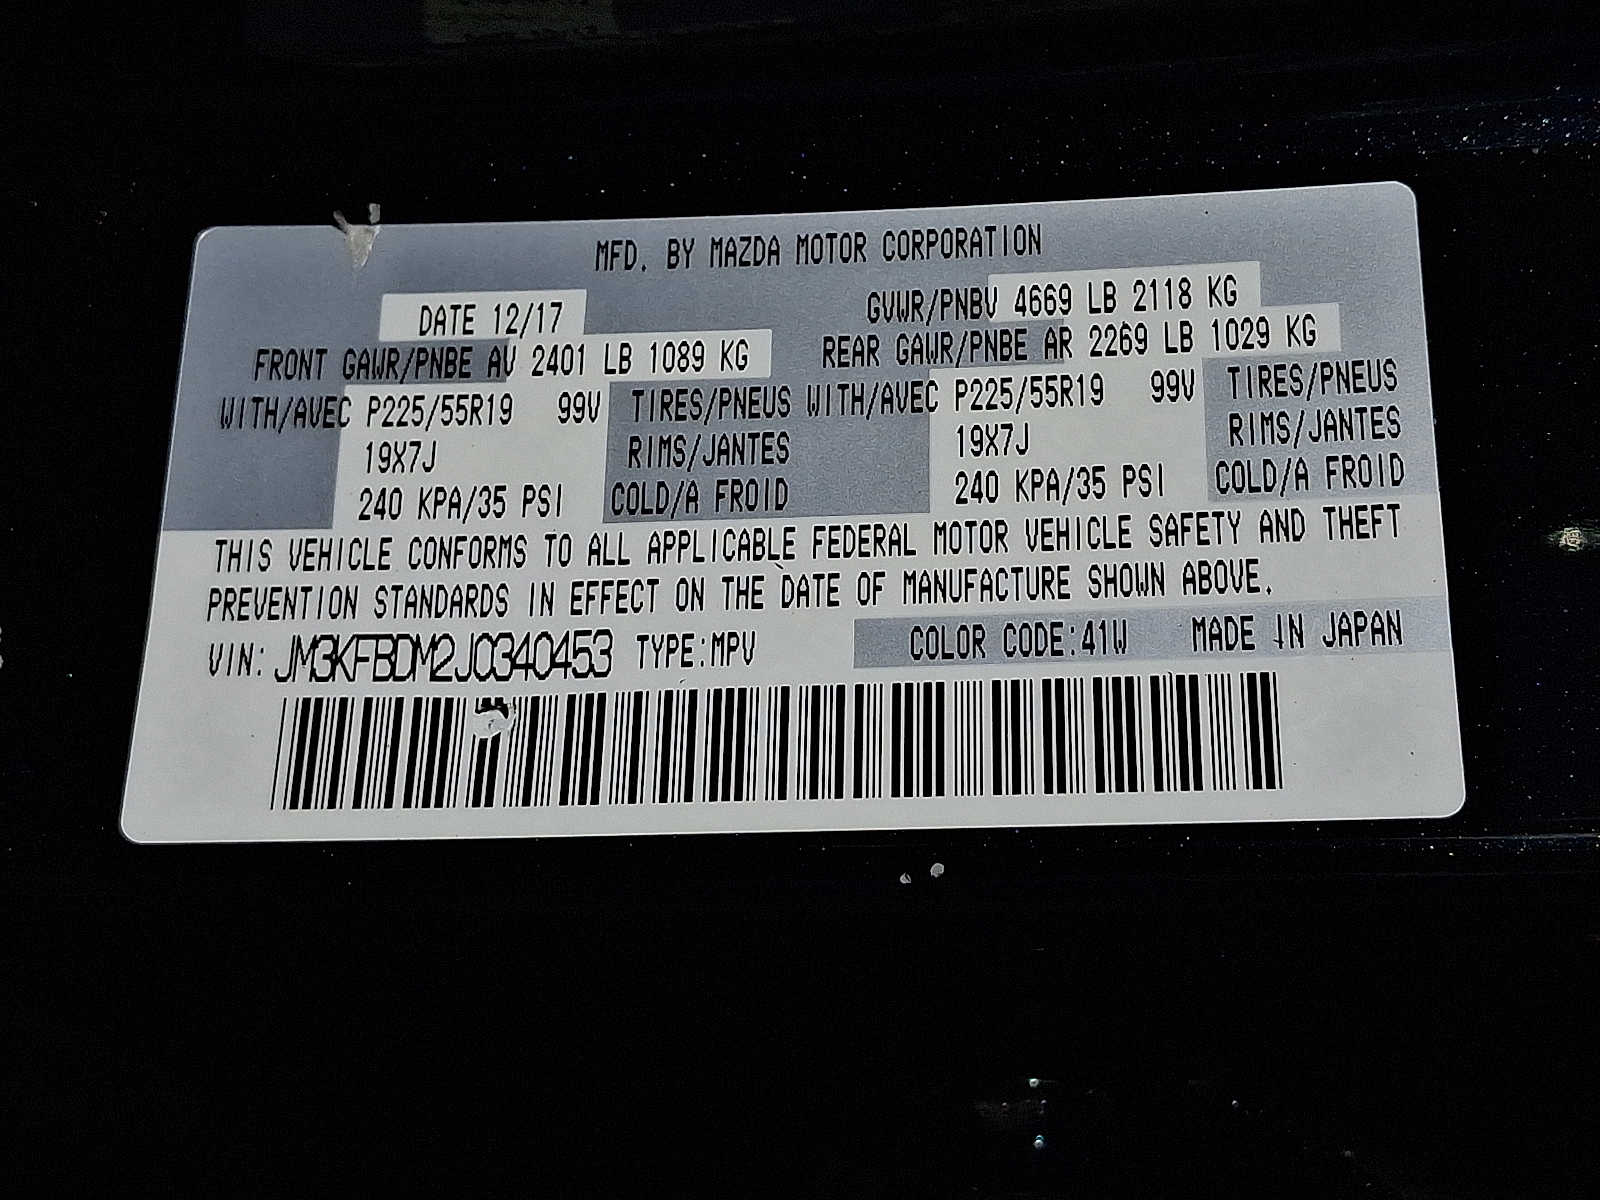 MFD. BY MAZDA MOTOR CORPORATION
DATE 12/17 GVWR/PNBV 4669 LB 2118 KG
FRONT GAWR/PNBE AV 2401 LB 1089 KG REAR GAWR/PNBE AR 2269 LB 1029 KG
WITH/AVEC P225/55R19 99V TIRES/PNEUS WITH/AVEC P225/55R19 99V TIRES/PNEUS
19X7J RIMS/JANTES 19X7J RIMS/JANTES
240 KPA/35 PSI COLD/A FROID 240 KPA/35 PSI COLD/A FROID
THIS VEHICLE CONFORMS TO ALL APPLICABLE FEDERAL MOTOR VEHICLE SAFETY AND THEFT
PREVENTION STANDARDS IN EFFECT ON THE DATE OF MANUFACTURE SHOWN ABOVE.
VIN: JM3KFBDM2J0340453 TYPE:MPV COLOR CODE:41W MADE IN JAPAN